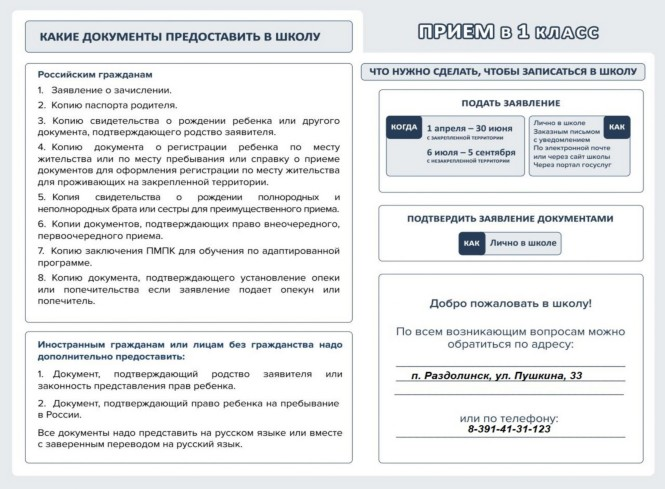 КАКИЕ ДОКУМЕНТЫ ПРЕДОСТАВИТЬ В ШКОЛУ
Российским гражданам
1. Заявление о зачислении.
2. Копию паспорта родителя.
3. Копию свидетельства о рождении ребенка или другого
документа, подтверждающего родство заявителя.
4. Копию документа о регистрации ребенка по месту
жительства или по месту пребывания или справку о приеме
документов для оформления регистрации по месту жительства
для проживающих на закрепленной территории.
5. Копия свидетельства о рождении полнородных и
неполнородных брата или сестры для преимущественного приема.
6. Копии документов, подтверждающих право внеочередного,
первоочередного приема.
7. Копию заключения ПМПК для обучения по адаптированной
программе.
8. Копию документа, подтверждающего установление опеки
или попечительства если заявление подает опекун или
попечитель.
Иностранным гражданам или лицам без гражданства надо
дополнительно предоставить:
1. Документ, подтверждающий родство заявителя или
законность представления прав ребенка.
2. Документ, подтверждающий право ребенка на пребывание
в России.
Все документы надо представить на русском языке или вместе
с заверенным переводом на русский язык.
ПРИЕМ В 1 КЛАСС
ЧТО НУЖНО СДЕЛАТЬ, ЧТОБЫ ЗАПИСАТЬСЯ В ШКОЛУ
ПОДАТЬ ЗАЯВЛЕНИЕ
КОГДА
1 апреля – 30 июня
С ЗАКРЕПЛЕННОЙ ТЕРРИТОРИИ
6 июля – 5 сентября
С НЕЗАКРЕПЛЕННОЙ ТЕРРИТОРИИ
Лично в школе
Заказным письмом
с уведомлением
По электронной почте
или через сайт школы
Через портал госуслуг
КАК
ПОДТВЕРДИТЬ ЗАЯВЛЕНИЕ ДОКУМЕНТАМИ
КАК Лично в школе
Добро пожаловать в школу!
По всем возникающим вопросам можно
обратиться по адресу:
п. Раздолинск, ул. Пушкина, 33
или по телефону:
8-391-41-31-123